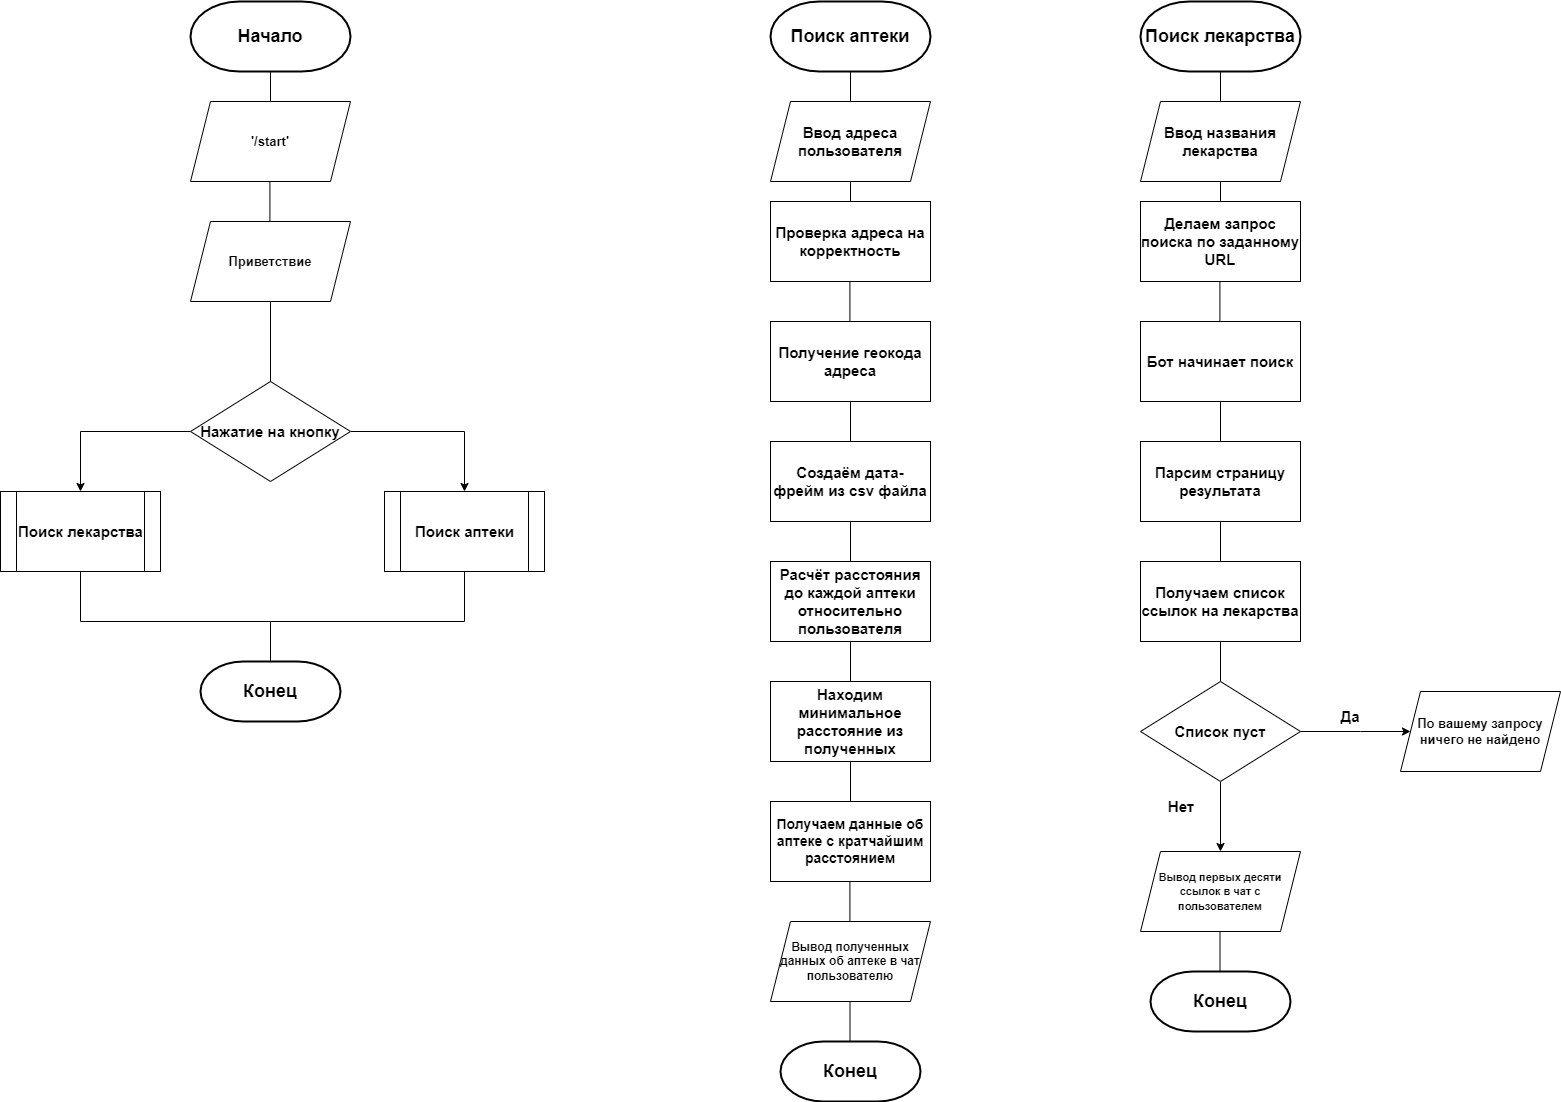 Начало
'/start'
Приветствие
Нажатие на кнопку
Поиск лекарства
Поиск аптеки
Конец
Поиск аптеки
Ввод адреса
пользователя
Проверка адреса на
корректность
Получение геокода
адреса
Создаём дата-
фрейм из csv файла
Расчёт расстояния
до каждой аптеки
относительно
пользователя
Находим
минимальное
расстояние из
полученных
Получаем данные об
аптеке с кратчайшим
расстоянием
Вывод полученных
данных об аптеке в чат
пользователю
Конец
Поиск лекарства
Ввод названия
лекарства
Делаем запрос
поиска по заданному
URL
Бот начинает поиск
Парсим страницу
результата
Получаем список
ссылок на лекарства
Список пуст
Да
По вашему запросу
ничего не найдено
Нет
Вывод первых десяти
ссылок в чат с
пользователем
Конец